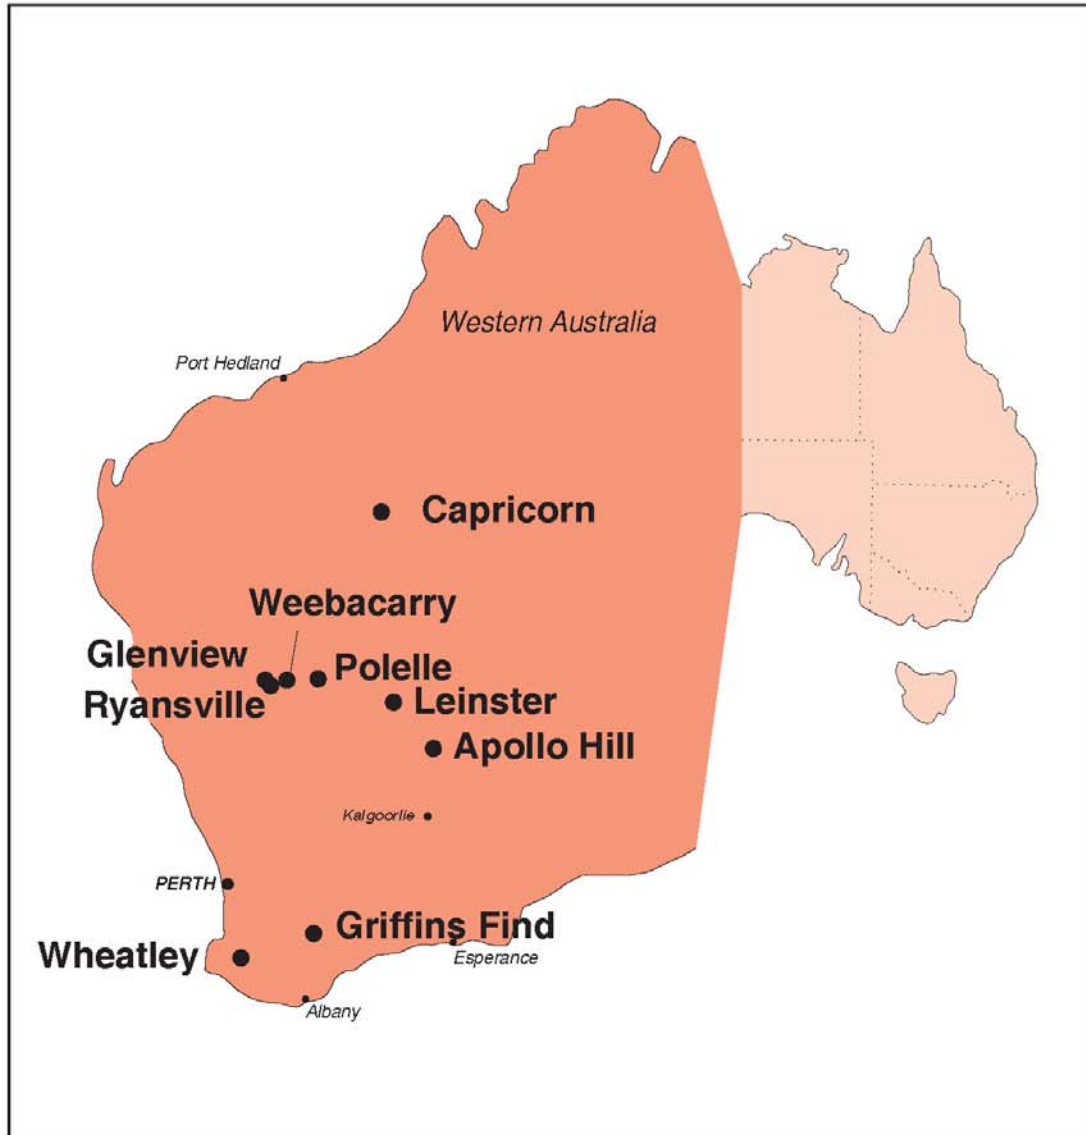 Western Australia
Port Hedland
Capricorn
Weebacarry
Glenview
Polelle
Ryansville
Leinster
Apollo Hill
Kalgoorlie
PERTH
Griffins Find
Wheatley
Esperance
Albany